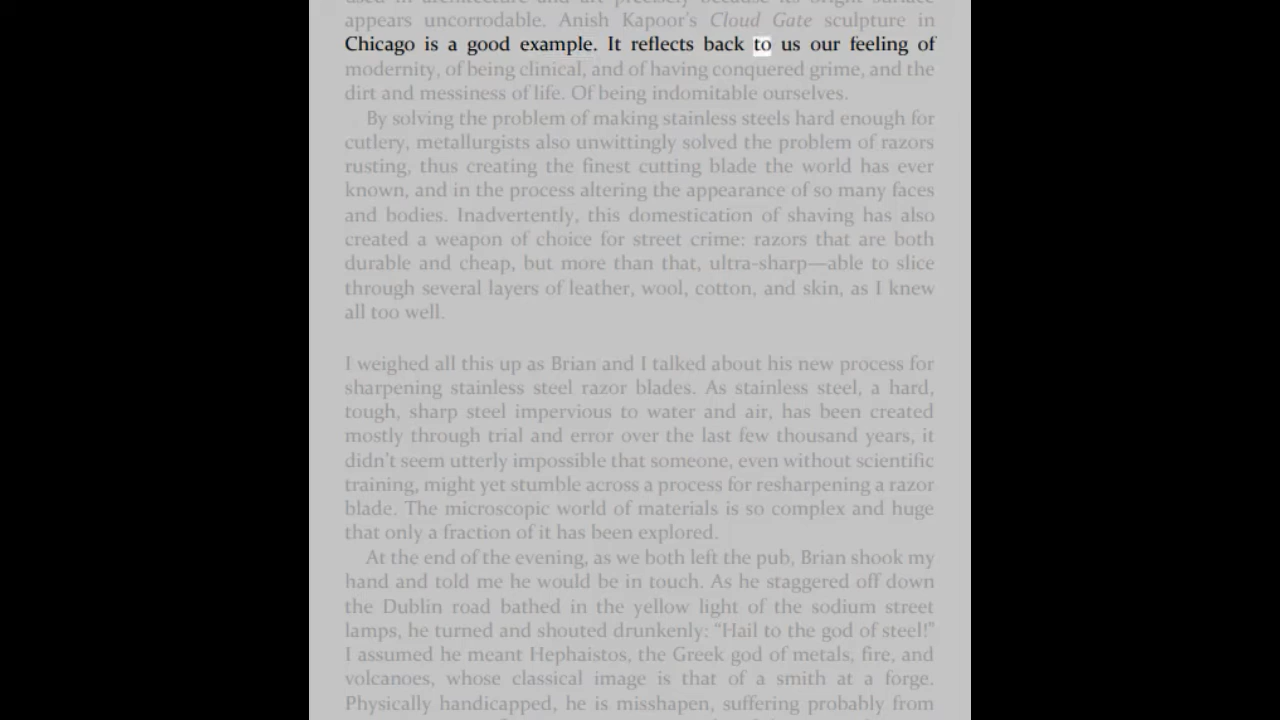 used in architecture and art precisely because its bright surface
appears uncorrodable. Anish Kapoor's Cloud Gate sculpture in
Chicago is a good example. It reflects back to us our feeling of
modernity, of being clinical, and of having conquered grime, and the
dirt and messiness of life. Of being indomitable ourselves.
By solving the problem of making stainless steels hard enough for
cutlery, metallurgists also unwittingly solved the problem of razors
rusting, thus creating the finest cutting blade the world has ever
known, and in the process altering the appearance of so many faces
and bodies. Inadvertently, this domestication of shaving has also
created a weapon of choice for street crime: razors that are both
durable and cheap, but more than that, ultra-sharp—able to slice
through several layers of leather, wool, cotton, and skin, as I knew
all too well.
I weighed all this up as Brian and I talked about his new process for
sharpening stainless steel razor blades. As stainless steel, a hard,
tough, sharp steel impervious to water and air, has been created
mostly through trial and error over the last few thousand years, it
didn't seem utterly impossible that someone, even without scientific
training, might yet stumble across a process for resharpening a razor
blade. The microscopic world of materials is so complex and huge
that only a fraction of it has been explored.
At the end of the evening, as we both left the pub, Brian shook my
hand and told me he would be in touch. As he staggered off down
the Dublin road bathed in the yellow light of the sodium street
lamps, he turned and shouted drunkenly: “Hail to the god of steel!”
I assumed he meant Hephaistos, the Greek god of metals, fire, and
volcanoes, whose classical image is that of a smith at a forge.
Physically handicapped, he is misshapen, suffering probably from